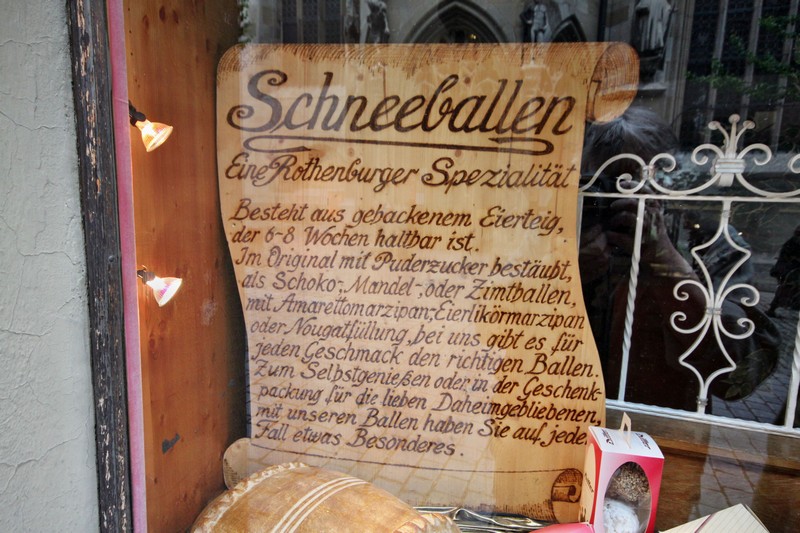 Schneeballen
Eine Rothenburger Spezialität
Besteht aus gebackenem Eierteig,
der 6-8 Wochen haltbar ist.
Im Original mit Puderzucker bestäubt,
als Schoko-, Mandel-, oder Zimtballen,
mit Amarettomarzipan-, Eierlikörmarzipan
oder Nougatfüllung, bei uns gibt es für
jeden Geschmack den richtigen Ballen.
Zum Selbstgenießen oder in der Geschenk-
packung für die lieben Daheimgebliebenen,
mit unseren Ballen haben Sie auf jeden
Fall etwas Besonderes.